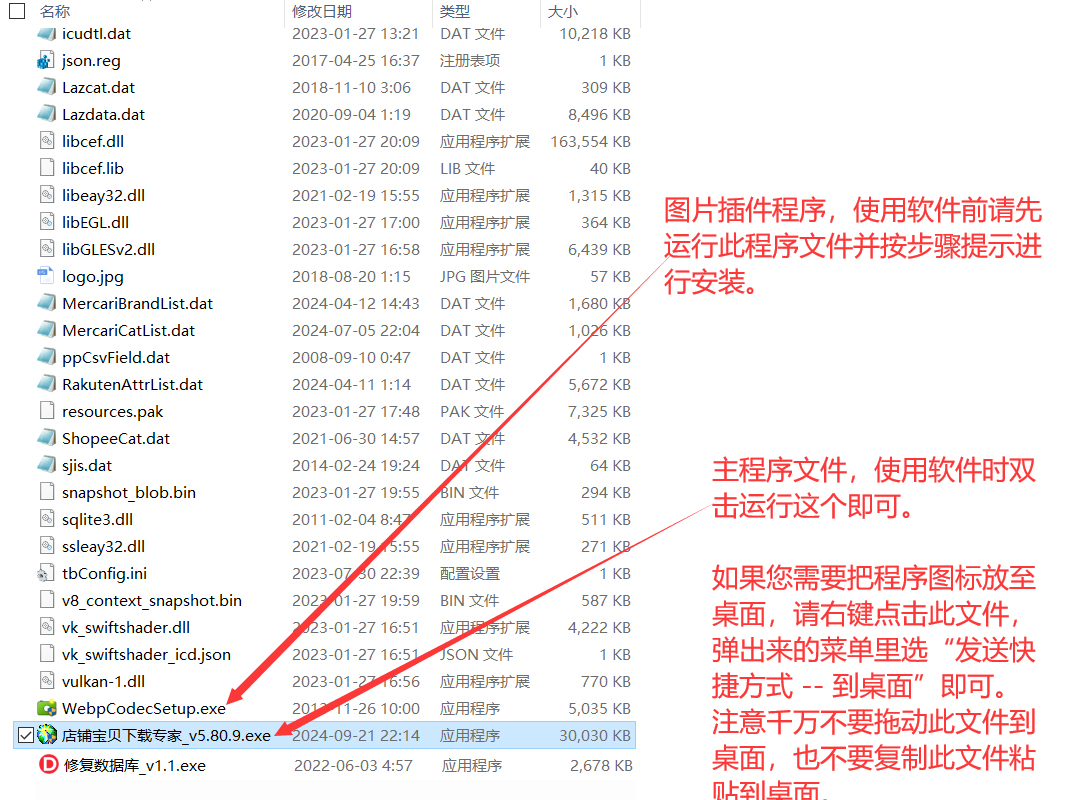 名称 修改日期 类型 大小
icudtl.dat 2023-01-27 13:21 DAT 文件 10,218 KB
json.reg 2017-04-25 16:37 注册表项 1 KB
Lazcat.dat 2018-11-10 3:06 DAT 文件 309 KB
Lazdata.dat 2020-09-04 1:19 DAT 文件 8,496 KB
libcef.dll 2023-01-27 20:09 应用程序扩展 163,554 KB
libcef.lib 2023-01-27 20:09 LIB 文件 40 KB
libeay32.dll 2021-02-19 15:55 应用程序扩展 1,315 KB
libEGL.dll 2023-01-27 17:00 应用程序扩展 364 KB
libGLESv2.dll 2023-01-27 16:58 应用程序扩展 6,439 KB
logo.jpg 2018-08-20 1:15 JPG 图片文件 57 KB
MercariBrandList.dat 2024-04-12 14:43 DAT 文件 1,680 KB
MercariCatList.dat 2024-07-05 22:04 DAT 文件 1,026 KB
ppCsvField.dat 2008-09-10 0:47 DAT 文件 1 KB
RakutenAttrList.dat 2024-04-11 1:14 DAT 文件 5,672 KB
resources.pak 2023-01-27 17:48 PAK 文件 7,325 KB
ShopeeCat.dat 2021-06-30 14:57 DAT 文件 4,532 KB
sjis.dat 2014-02-24 19:24 DAT 文件 64 KB
snapshot_blob.bin 2023-01-27 19:55 BIN 文件 294 KB
sqlite3.dll 2011-02-04 8:47 应用程序扩展 511 KB
ssleay32.dll 2021-02-19 15:55 应用程序扩展 271 KB
tbConfig.ini 2023-07-30 22:39 配置设置 1 KB
v8_context_snapshot.bin 2023-01-27 19:59 BIN 文件 587 KB
vk_swiftshader.dll 2023-01-27 16:51 应用程序扩展 4,222 KB
vk_swiftshader_icd.json 2023-01-27 16:51 JSON 文件 1 KB
vulkan-1.dll 2023-01-27 16:56 应用程序扩展 770 KB
WebpCodecSetup.exe 2013-11-26 10:00 应用程序 5,035 KB
店铺宝贝下载专家_v5.80.9.exe 2024-09-21 22:14 应用程序 30,030 KB
修复数据库_v1.1.exe 2022-06-03 4:57 应用程序 2,678 KB
图片插件程序，使用软件前请先
运行此程序文件并按步骤提示进
行安装。
主程序文件，使用软件时双
击运行这个即可。
如果您需要把程序图标放至
桌面，请右键点击此文件，
弹出来的菜单里选“发送快
捷方式 -- 到桌面”即可。
注意千万不要拖动此文件到
桌面，也不要复制此文件粘
贴到桌面。